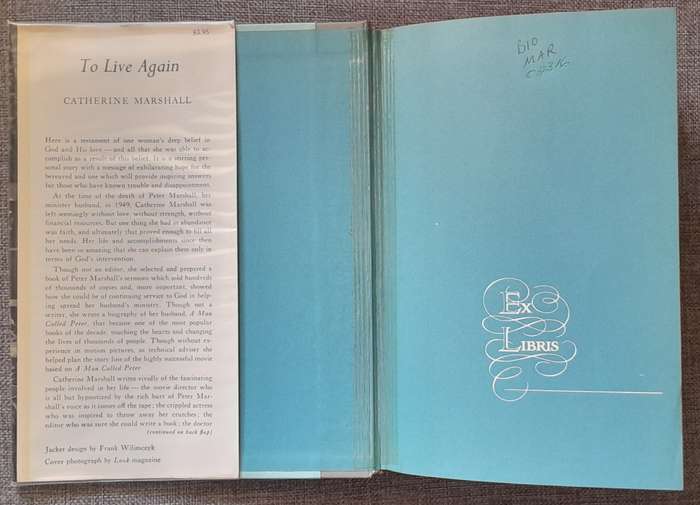 $3.95
To Live Again
CATHERINE MARSHALL
Here is a testament of one woman's deep belief in
God and His love—and all that she was able to ac-
complish as a result of this belief. It is a stirring per-
sonal story with a message of exhilarating hope for the
bereaved and one which will provide inspiring answers
for those who have known trouble and disappointment.
At the time of the death of Peter Marshall, her
minister husband, in 1949, Catherine Marshall was
left seemingly without love, without strength, without
financial resources. But one thing she had in abundance
was faith, and ultimately that proved enough to fill all
her needs. Her life and accomplishments since then
have been so amazing that she can explain them only in
terms of God's intervention.
Though not an editor, she selected and prepared a
book of Peter Marshall's sermons which sold hundreds
of thousands of copies and, more important, showed
how she could be of continuing service to God in help-
ing spread her husband's ministry. Though not a
writer, she wrote a biography of her husband, A Man
Called Peter, that became one of the most popular
books of the decade, touching the hearts and changing
the lives of thousands of people. Though without ex-
perience in motion pictures, as technical adviser she
helped plan the story line of the highly successful movie
based on A Man Called Peter
Catherine Marshall writes vividly of the fascinating
people involved in her life—the movie director who
is all but hypnotized by the rich burr of Peter Mar-
shall's voice as it issues off the tape; the crippled actress
who was inspired to throw away her crutches; the
editor who was sure she could write a book; the doctor
(continued on back flap)
Jacket design by Frank Wilimczyk
Cover photograph by Look magazine
BIO
MAR
EX
LIBRIS